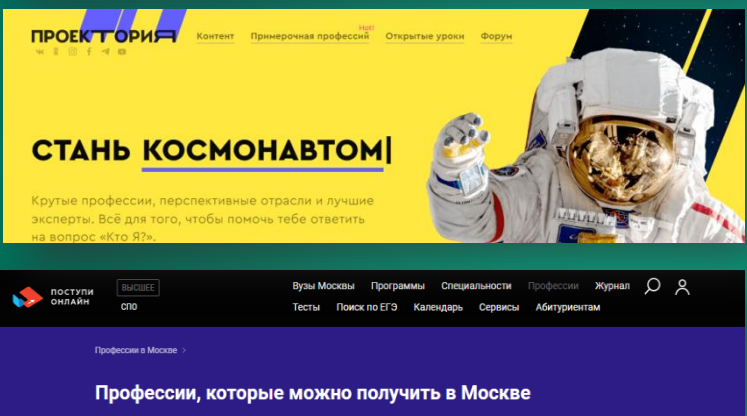 ПРОЕКТОРИЯ
Контент Примерочная профессий Hot! Открытые уроки Форум
СТАНЬ КОСМОНАВТОМ
Крутые профессии, перспективные отрасли и лучшие
эксперты. Всё для того, чтобы помочь тебе ответить
на вопрос «Кто Я?».
ПОСТУПИ
ОНЛАЙН
ВЫСШЕЕ
СПО
Вузы Москвы Программы Специальности Профессии Журнал
Тесты Поиск по ЕГЭ Календарь Сервисы Абитуриентам
Профессии в Москве >
Профессии, которые можно получить в Москве